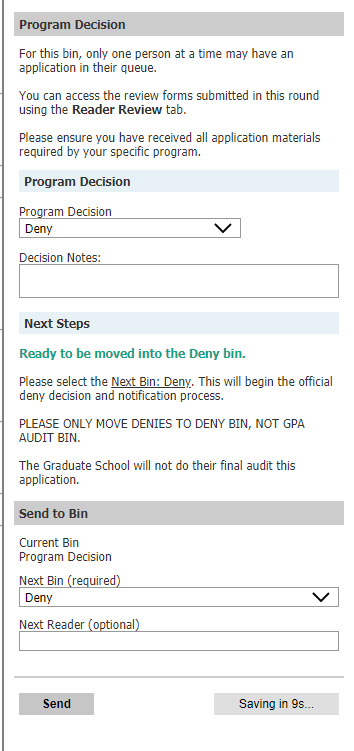 Program Decision
For this bin, only one person at a time may have an
application in their queue.
You can access the review forms submitted in this round
using the Reader Review tab.
Please ensure you have received all application materials
required by your specific program.
Program Decision
Program Decision
Deny
Decision Notes:
Next Steps
Ready to be moved into the Deny bin.
Please select the Next Bin: Deny. This will begin the official
deny decision and notification process.
PLEASE ONLY MOVE DENIES TO DENY BIN, NOT GPA
AUDIT BIN.
The Graduate School will not do their final audit this
application.
Send to Bin
Current Bin
Program Decision
Next Bin (required)
Deny
Next Reader (optional)
Send
Saving in 9s...